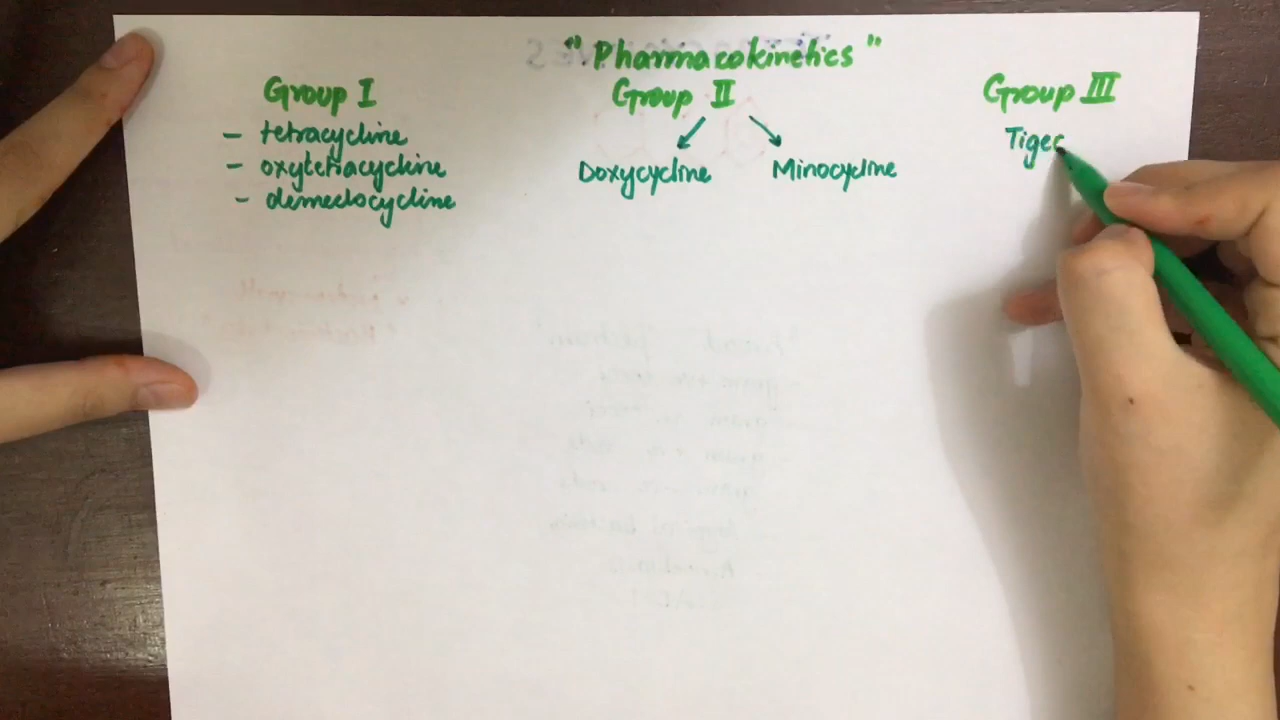 "Pharmacokinetics"
Group I
- tetracycline
- oxytetracycline
- demeclocycline
Group II
Doxycycline
Minocycline
Group III
Tigec